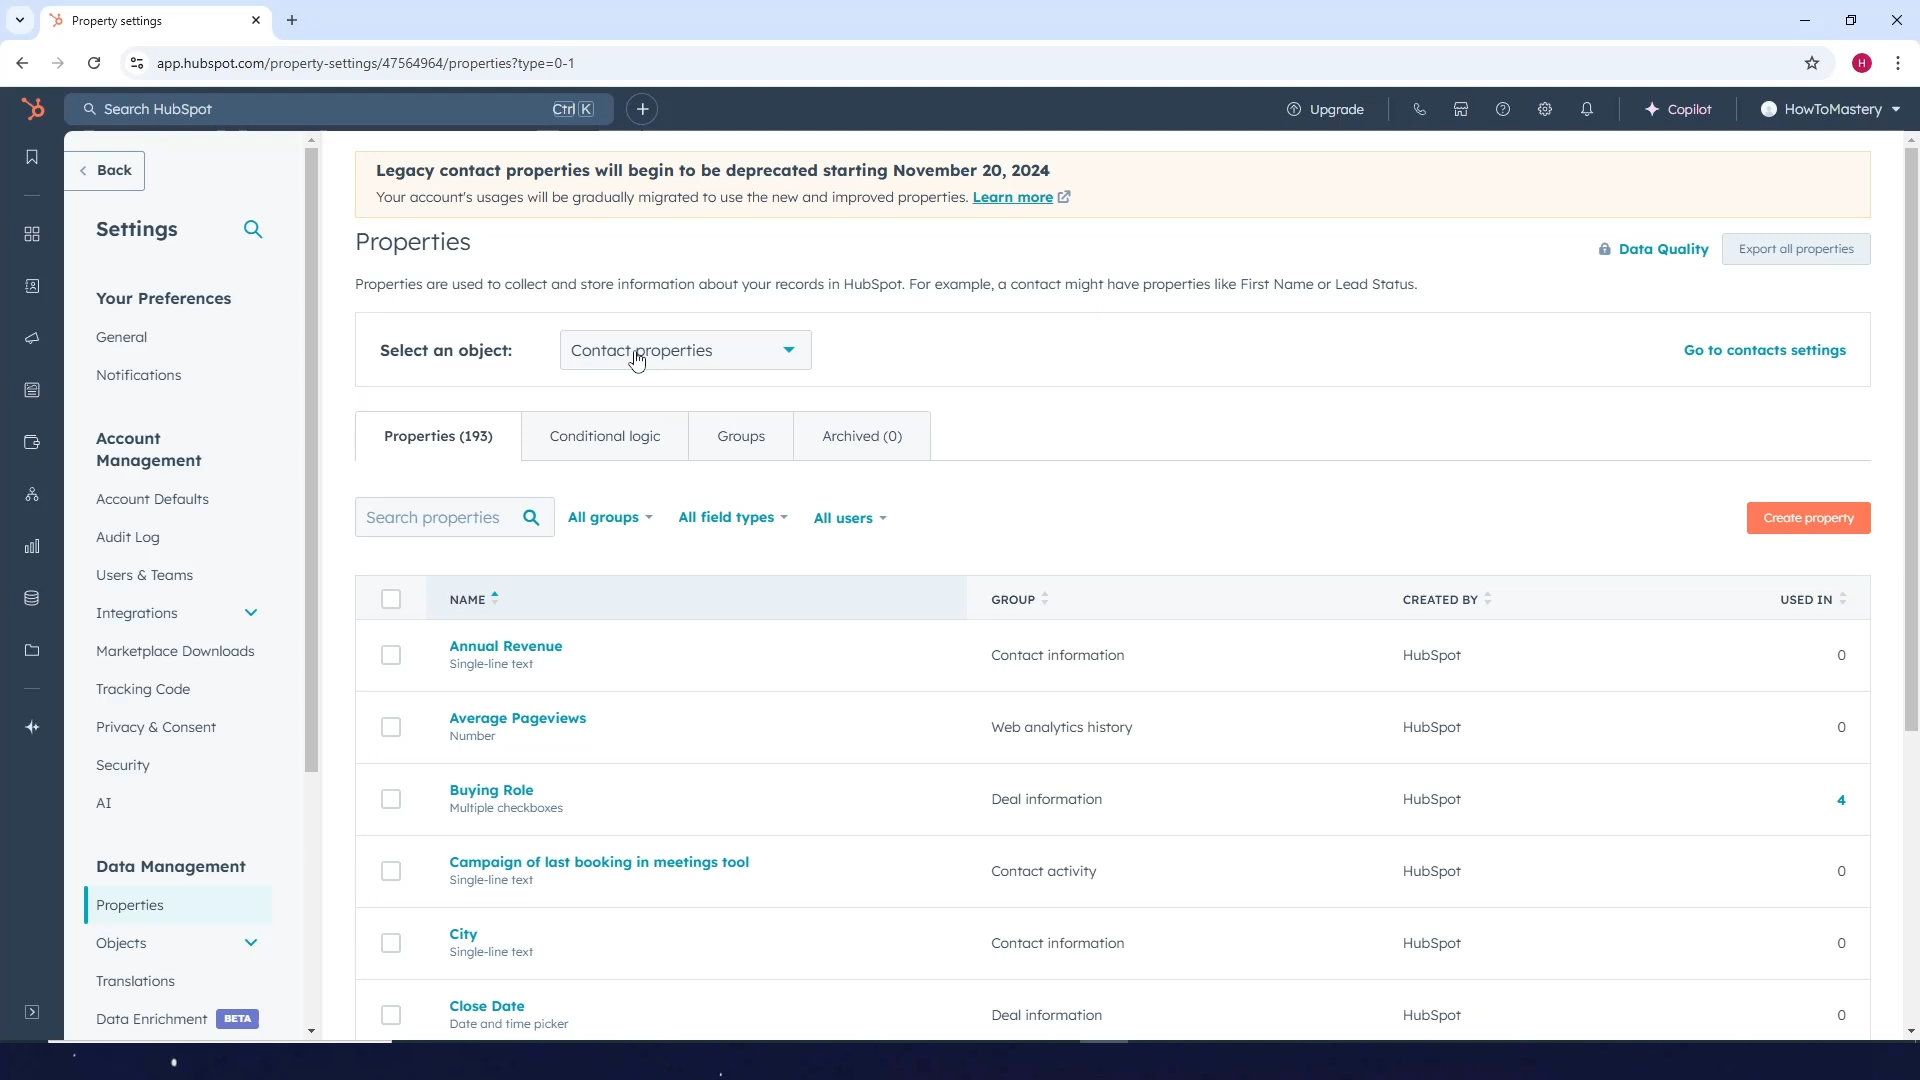 Property settings
app.hubspot.com/property-settings/47564964/properties?type=0-1
H
Search HubSpot
Ctrl K
Upgrade
Copilot
HowToMastery
Back
Settings
Your Preferences
General
Notifications
Account
Management
Account Defaults
Audit Log
Users & Teams
Integrations
Marketplace Downloads
Tracking Code
Privacy & Consent
Security
AI
Data Management
Properties
Objects
Translations
Data Enrichment BETA
Legacy contact properties will begin to be deprecated starting November 20, 2024
Your account's usages will be gradually migrated to use the new and improved properties. Learn more
Properties
Data Quality
Export all properties
Properties are used to collect and store information about your records in HubSpot. For example, a contact might have properties like First Name or Lead Status.
Select an object: Contact properties
Go to contacts settings
Properties (193) Conditional logic Groups Archived (0)
Search properties All groups All field types All users
Create property
NAME GROUP CREATED BY USED IN
Annual Revenue
Single-line text
Contact information HubSpot 0
Average Pageviews
Number
Web analytics history HubSpot 0
Buying Role
Multiple checkboxes
Deal information HubSpot 4
Campaign of last booking in meetings tool
Single-line text
Contact activity HubSpot 0
City
Single-line text
Contact information HubSpot 0
Close Date
Date and time picker
Deal information HubSpot 0